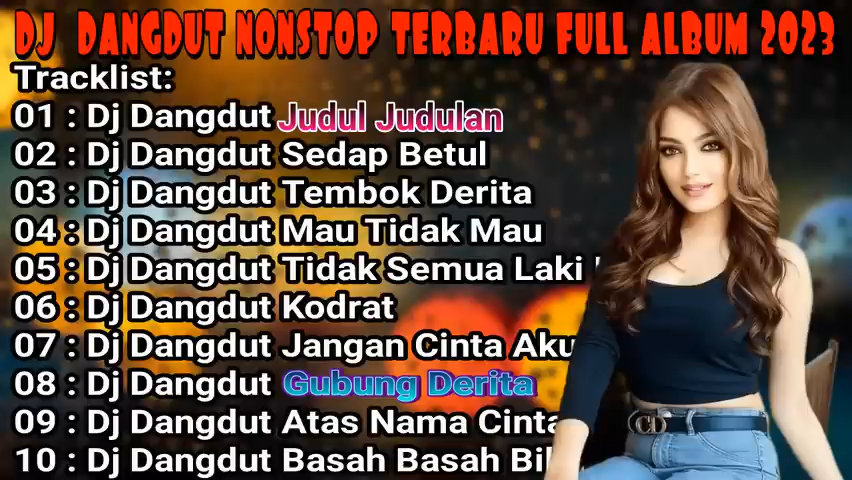 DJ DANGDUT NONSTOP TERBARU FULL ALBUM 2023
Tracklist:
01 : Dj Dangdut Judul Judulan
02 : Dj Dangdut Sedap Betul
03 : Dj Dangdut Tembok Derita
04 : Dj Dangdut Mau Tidak Mau
05 : Dj Dangdut Tidak Semua Laki
06 : Dj Dangdut Kodrat
07 : Dj Dangdut Jangan Cinta Aku
08 : Dj Dangdut Gubung Derita
09 : Dj Dangdut Atas Nama Cinta
10 : Dj Dangdut Basah Basah
CD